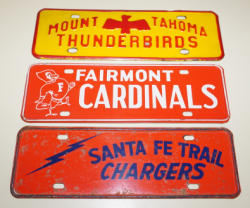 MOUNT TAHOMA
THUNDERBIRDS
F
FAIRMONT
CARDINALS
SANTA FE TRAIL
CHARGERS